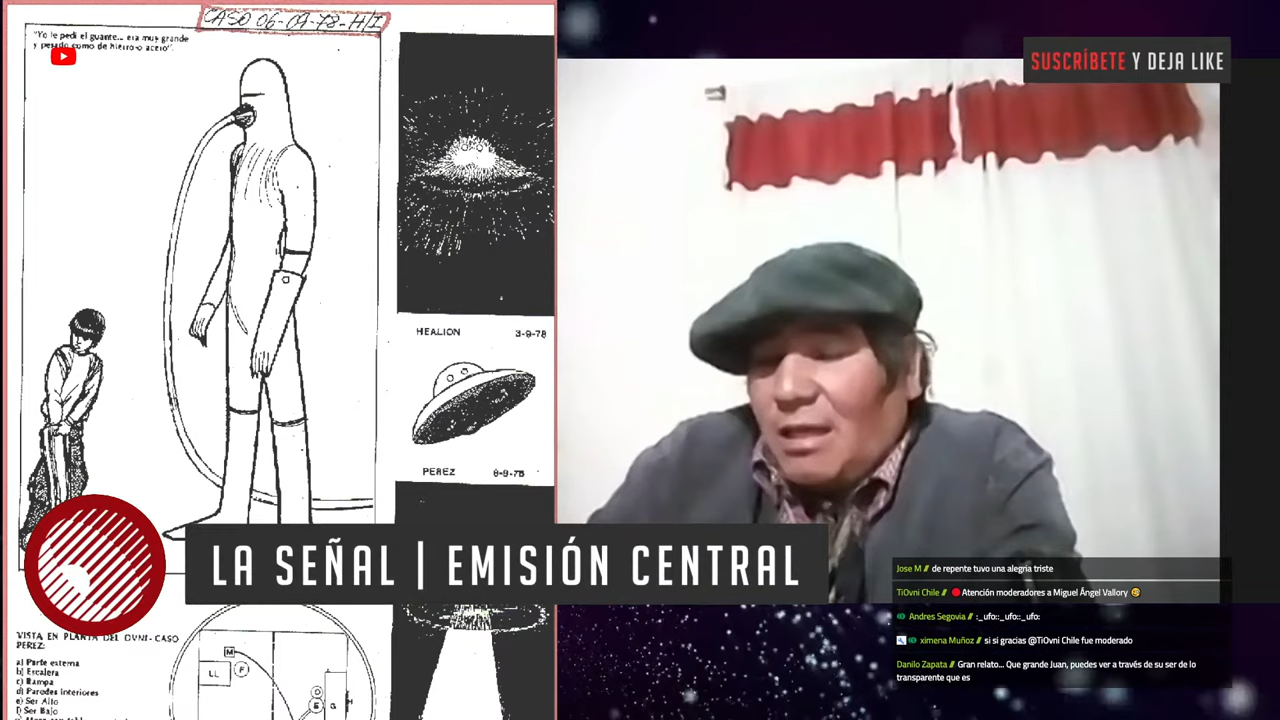 CASO 06-09-78-H/I
"Yo le pedí el guante... era muy grande
y pesado como de hierro-o acero".
SUSCRÍBETE Y DEJA LIKE
HEALION 3-9-78
PEREZ 6-9-78
LA SEÑAL | EMISIÓN CENTRAL
VISTA EN PLANTA DEL OVNI-CASO
PEREZ:
a) Parte externa
b) Escalera
c) Rampa
d) Paredes interiores
e) Ser Alto
f) Ser Bajo
M
LL
F
E
G
H
Jose M // de repente tuvo una alegria triste
TiOvni Chile // Atención moderadores a Miguel Ángel Vallory
Andres Segovia // :_ufo::_ufo::_ufo:
ximena Muñoz // si si gracias @TiOvni Chile fue moderado
Danilo Zapata // Gran relato... Que grande Juan, puedes ver a través de su ser de lo
transparente que es